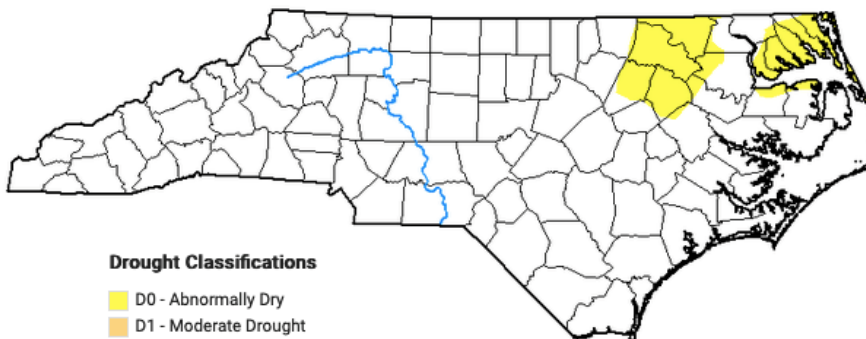 Drought Classifications
D0 - Abnormally Dry
D1 - Moderate Drought